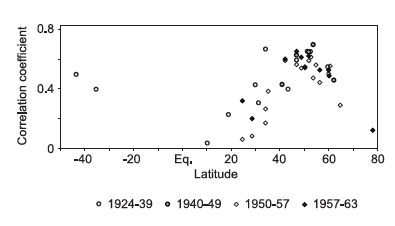 0.8
0.4
0
Correlation coefficient
-40 -20 Eq. 20 40 60 80
Latitude
1924-39 1940-49 1950-57 1957-63